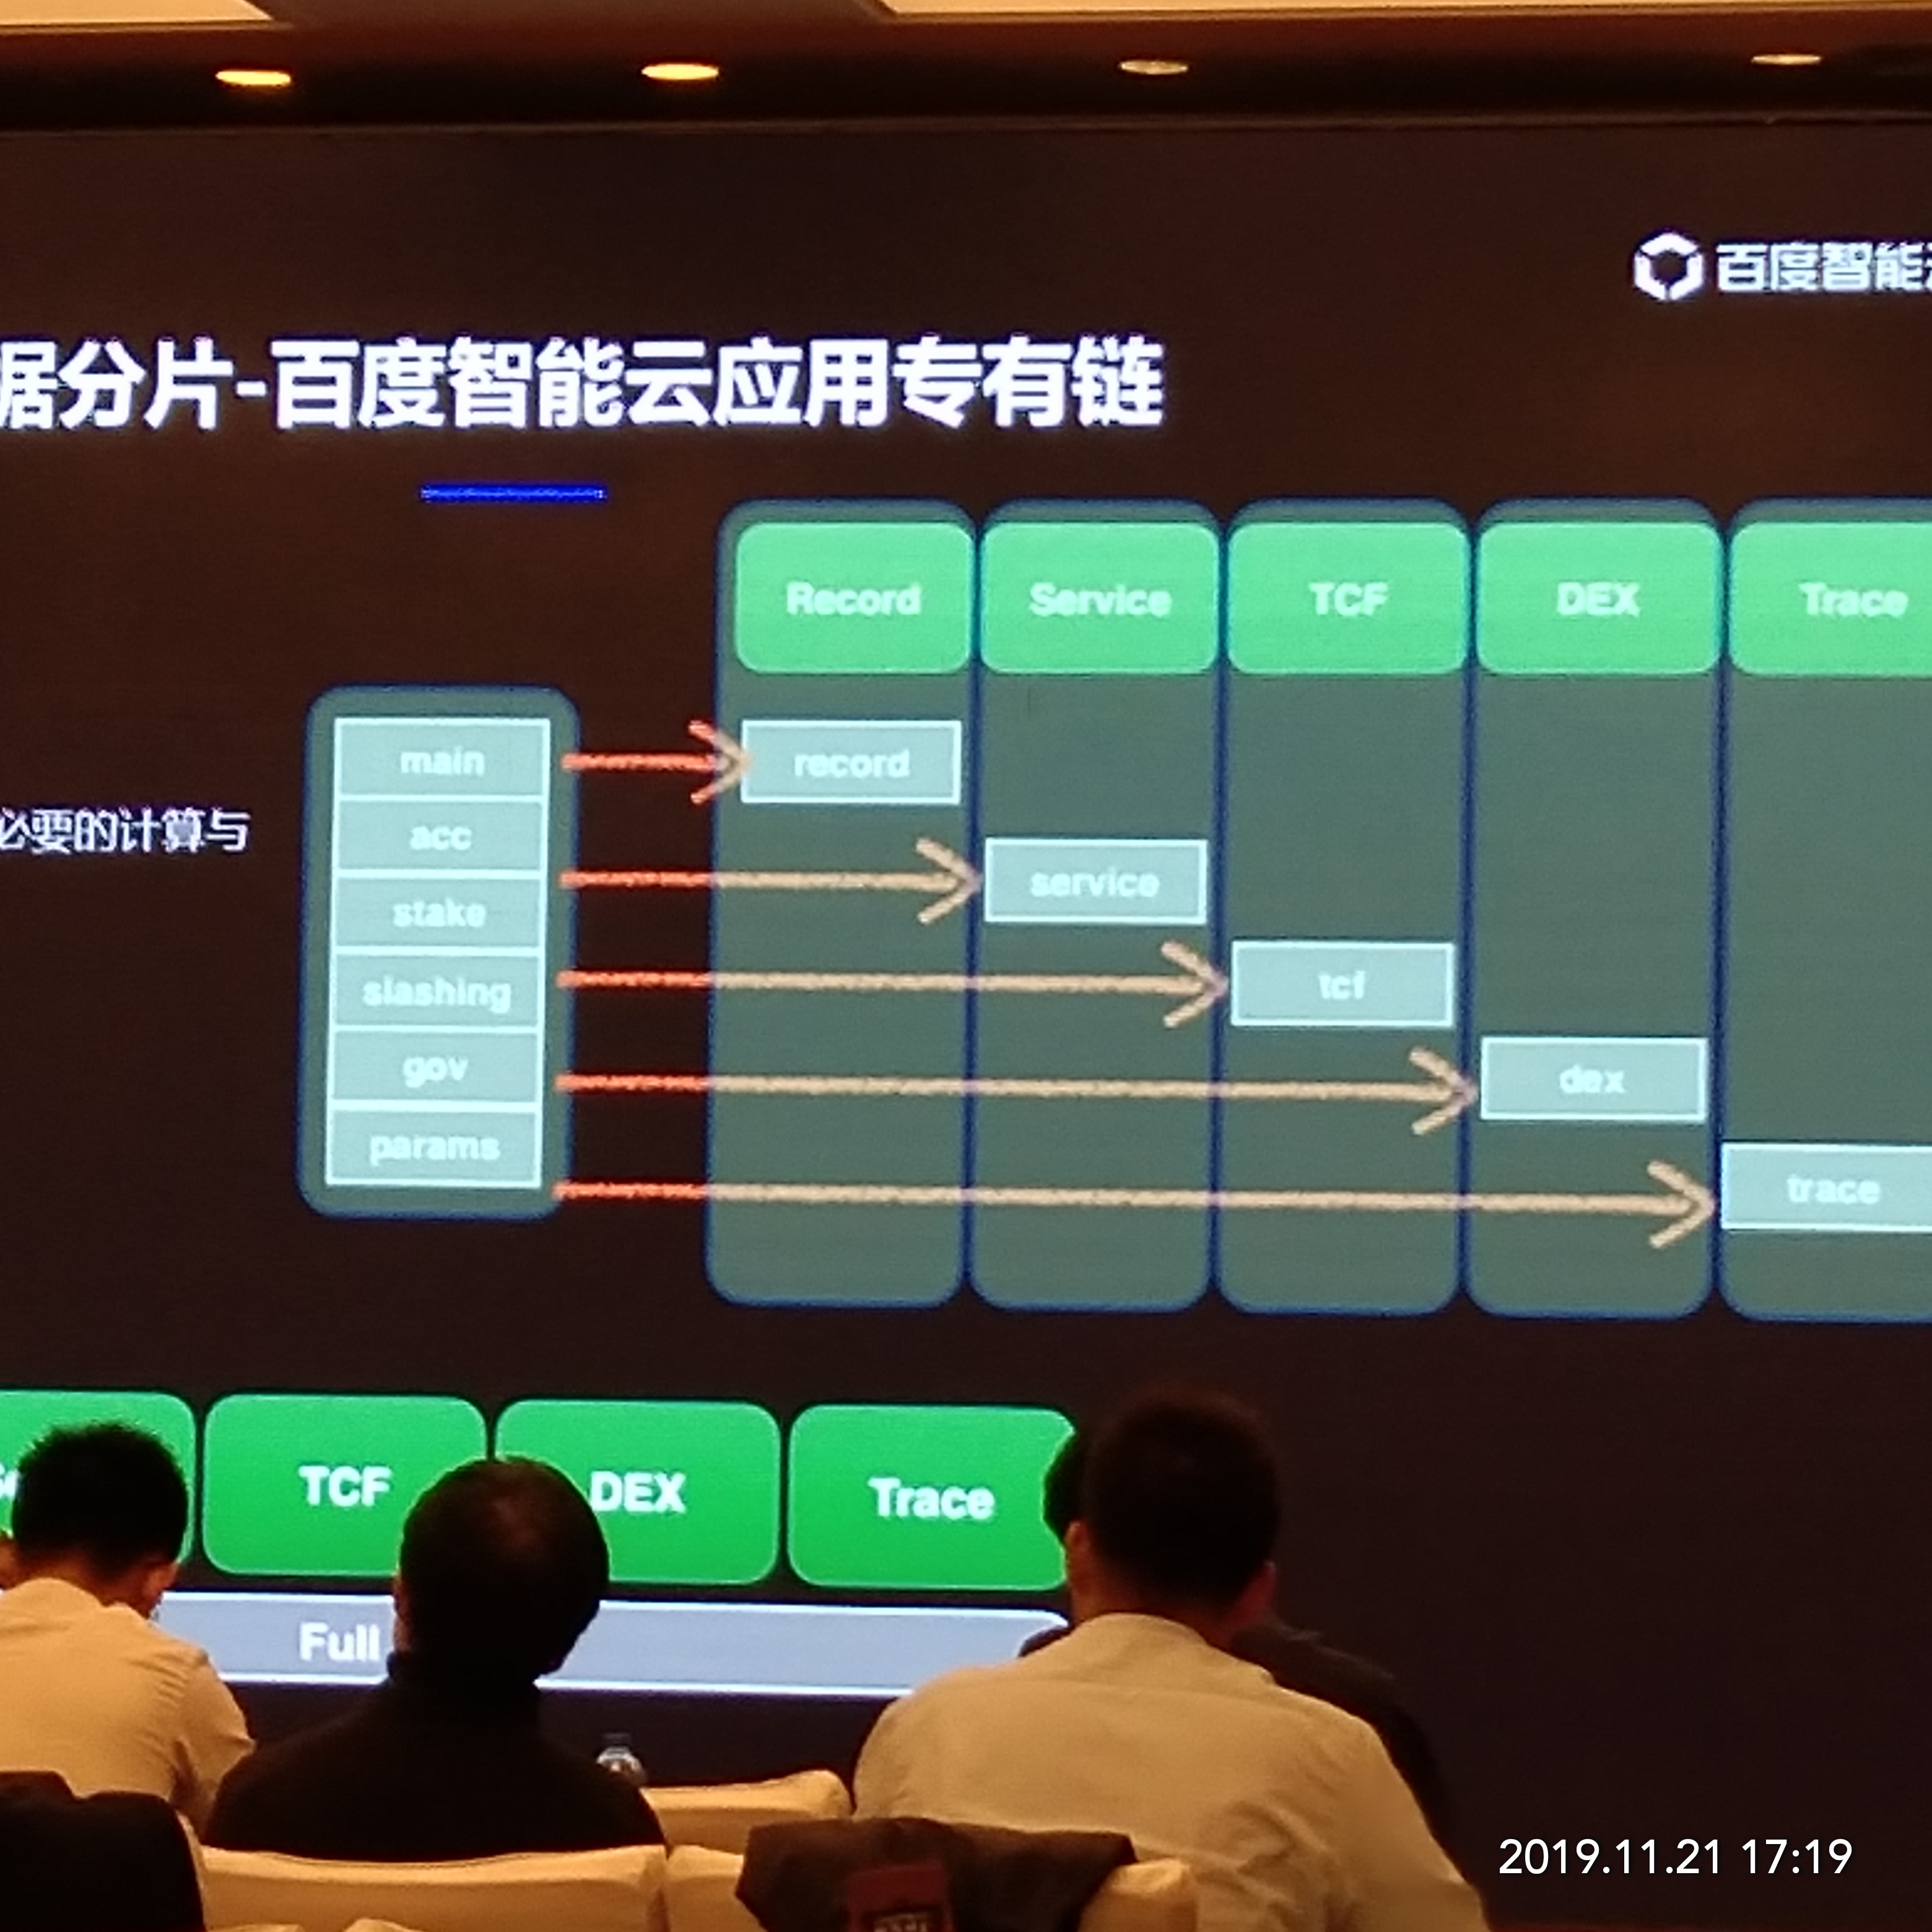 百度智能
据分片-百度智能云应用专有链
Record Service TCF DEX Trace
main
record
必要的计算与
acc
service
stake
slashing
tcf
gov
dex
params
trace
TCF DEX Trace
Full
2019.11.21 17:19